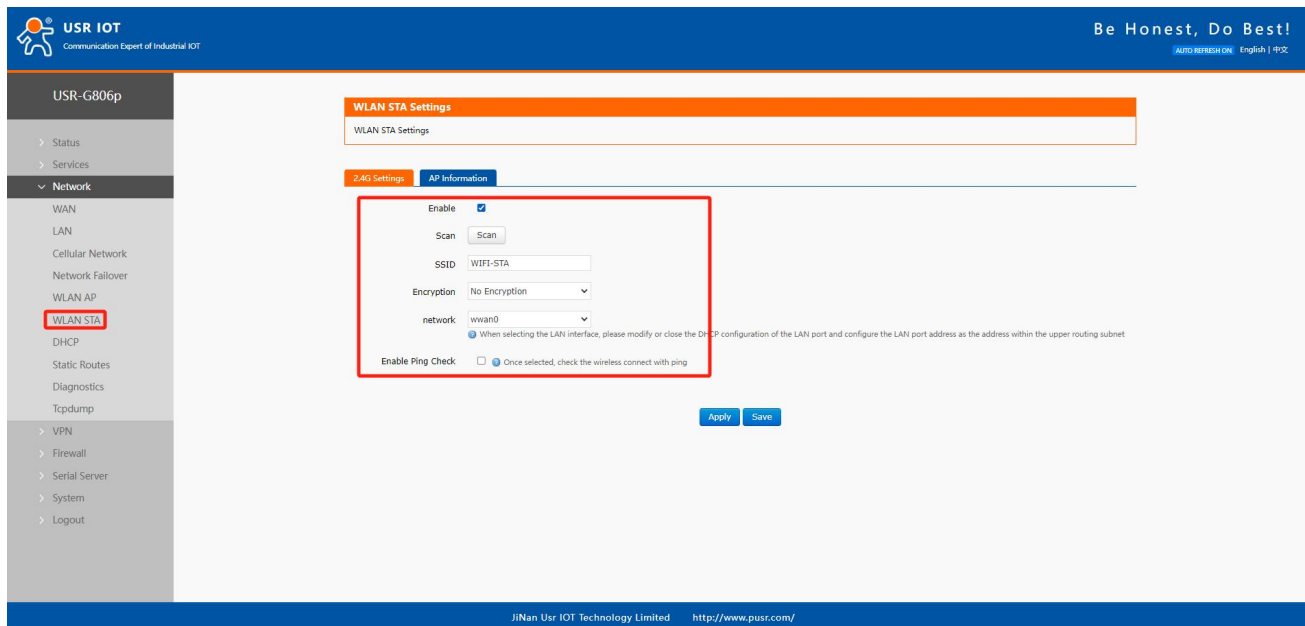 USR IOT
Communication Expert of Industrial IOT
Be Honest, Do Best!
AUTO REFRESH ON English | 中文
USR-G806p
Status
Services
Network
WAN
LAN
Cellular Network
Network Failover
WLAN AP
WLAN STA
DHCP
Static Routes
Diagnostics
Tcpdump
VPN
Firewall
Serial Server
System
Logout
WLAN STA Settings
WLAN STA Settings
2.4G Settings AP Information
Enable
Scan Scan
SSID WIFI-STA
Encryption No Encryption
network wwan0
When selecting the LAN interface, please modify or close the DHCP configuration of the LAN port and configure the LAN port address as the address within the upper routing subnet
Enable Ping Check Once selected, check the wireless connect with ping
Apply Save
JiNan Usr IOT Technology Limited http://www.pusr.com/